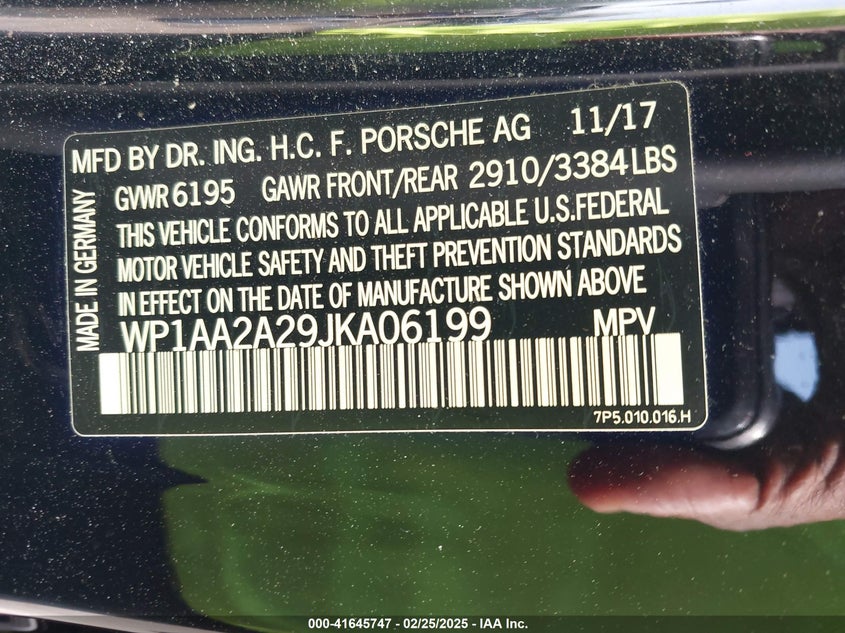 MFD BY DR. ING. H.C. F. PORSCHE AG 11/17
GVWR 6195 GAWR FRONT/REAR 2910/3384LBS
THIS VEHICLE CONFORMS TO ALL APPLICABLE U.S.FEDERAL
MOTOR VEHICLE SAFETY AND THEFT PREVENTION STANDARDS
IN EFFECT ON THE DATE OF MANUFACTURE SHOWN ABOVE
WP1AA2A29JKA06199 MPV
7P5.010.016.H
MADE IN GERMANY
000-41645747 - 02/25/2025 - IAA Inc.